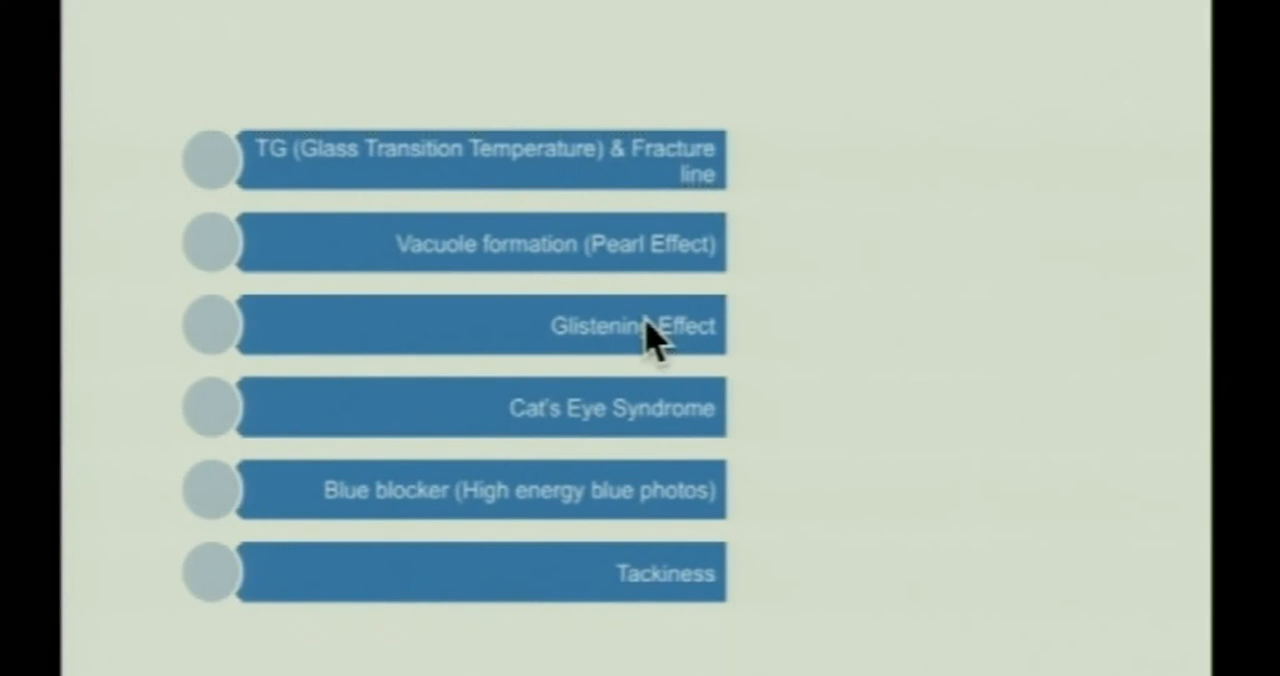 TG (Glass Transition Temperature) & Fracture
line
Vacuole formation (Pearl Effect)
Glistening Effect
Cat's Eye Syndrome
Blue blocker (High energy blue photos)
Tackiness